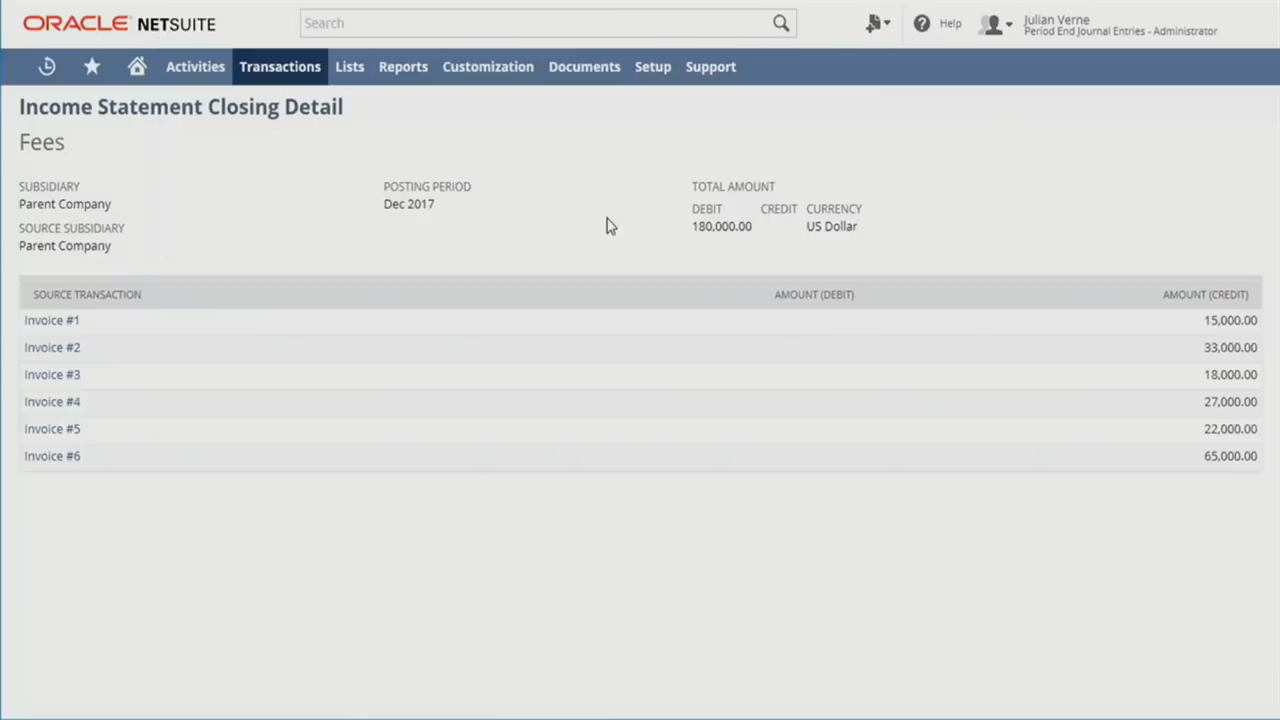 ORACLE NETSUITE
Search
Help
Julian Verne
Period End Journal Entries - Administrator
Activities Transactions Lists Reports Customization Documents Setup Support
Income Statement Closing Detail
Fees
SUBSIDIARY
Parent Company
SOURCE SUBSIDIARY
Parent Company
POSTING PERIOD
Dec 2017
TOTAL AMOUNT
DEBIT CREDIT CURRENCY
180,000.00 US Dollar
SOURCE TRANSACTION AMOUNT (DEBIT) AMOUNT (CREDIT)
Invoice #1 15,000.00
Invoice #2 33,000.00
Invoice #3 18,000.00
Invoice #4 27,000.00
Invoice #5 22,000.00
Invoice #6 65,000.00